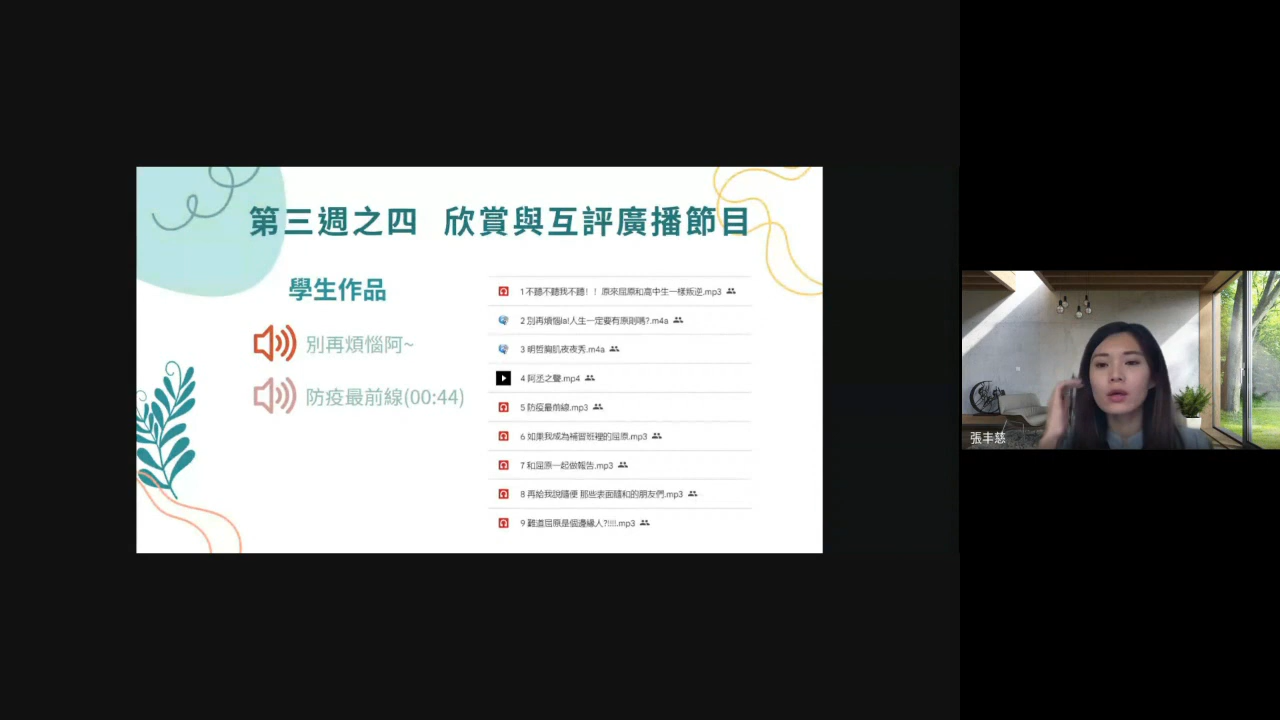 第三週之四 欣賞與互評廣播節目
學生作品
別再煩惱阿~
防疫最前線(00:44)
1 不聽不聽我不聽！！原來屈原和高中生一樣叛逆.mp3
2 別再煩惱la!人生一定要有原則嗎?.m4a
3 明哲胸肌夜夜秀.m4a
4 阿丞之聲.mp4
5 防疫最前線.mp3
6 如果我成為補習班裡的屈原.mp3
7 和屈原一起做報告.mp3
8 再給我說隨便 那些表面隨和的朋友們.mp3
9 難道屈原是個邊緣人?!!!!.mp3
張丰慈